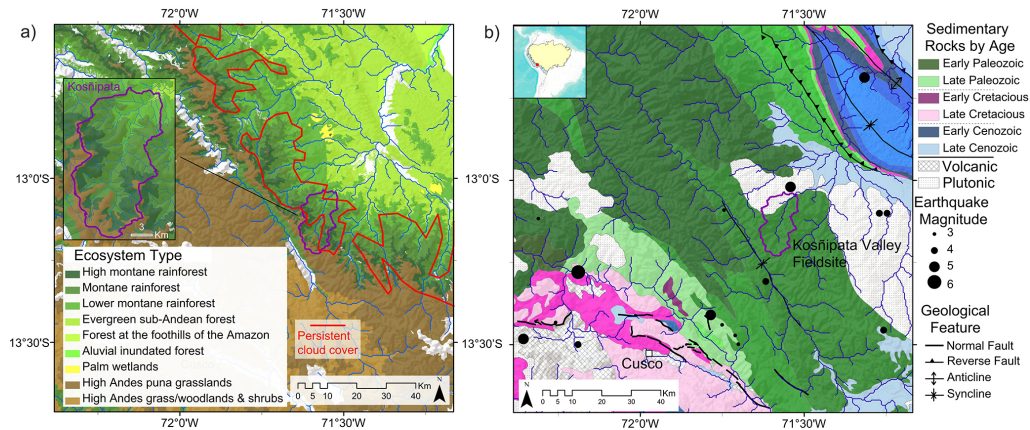 a)
72°0'W
71°30'W
Kosñipata
3
Km
13°0'S
13°30'S
Ecosystem Type
High montane rainforest
Montane rainforest
Lower montane rainforest
Evergreen sub-Andean forest
Forest at the foothills of the Amazon
Aluvial inundated forest
Palm wetlands
High Andes puna grasslands
High Andes grass/woodlands & shrubs
Persistent
cloud cover
Km
0 5 10 20 30 40
N
72°0'W
71°30'W
b)
72°0'W
71°30'W
13°0'S
13°30'S
Kosñipata Valley
Fieldsite
Cusco
Km
0 5 10 20 30 40
N
72°0'W
71°30'W
Sedimentary
Rocks by Age
Early Paleozoic
Late Paleozoic
Early Cretacious
Late Cretacious
Early Cenozoic
Late Cenozoic
Volcanic
Plutonic
Earthquake
Magnitude
3
4
5
6
Geological
Feature
Normal Fault
Reverse Fault
Anticline
Syncline